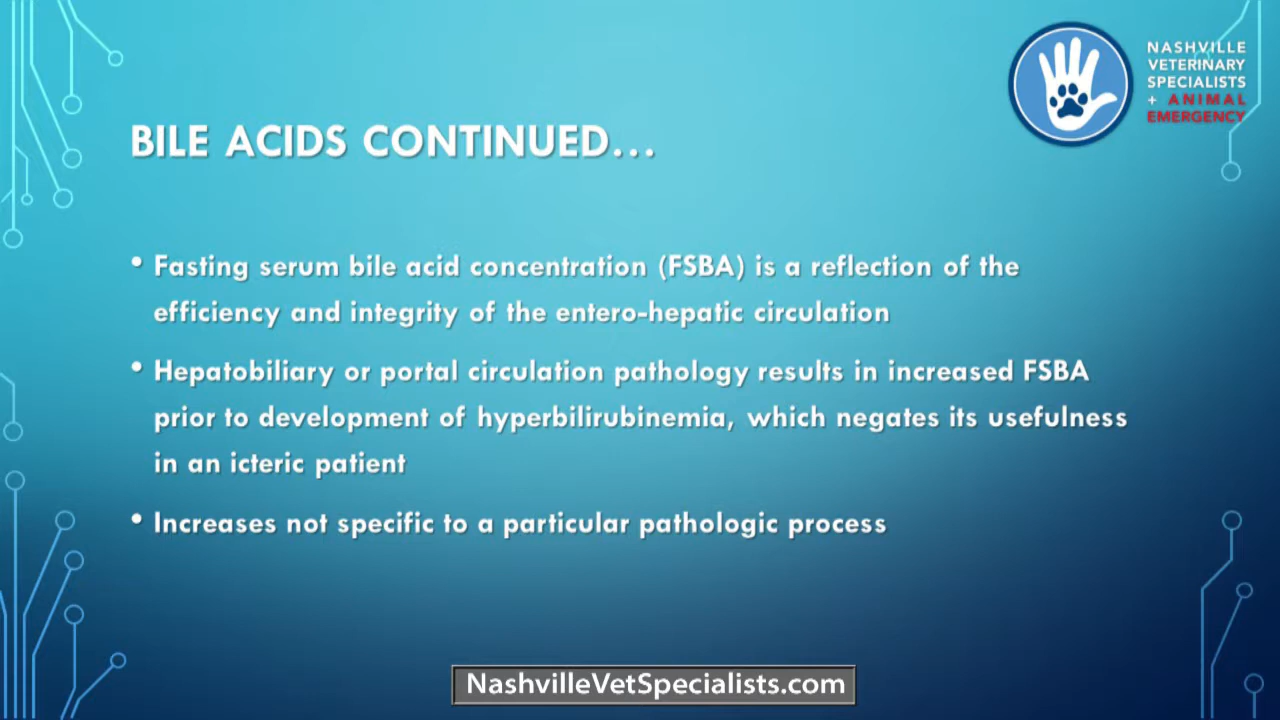 NASHVILLE
VETERINARY
SPECIALISTS
+ ANIMAL
EMERGENCY
BILE ACIDS CONTINUED...
• Fasting serum bile acid concentration (FSBA) is a reflection of the
efficiency and integrity of the entero-hepatic circulation
• Hepatobiliary or portal circulation pathology results in increased FSBA
prior to development of hyperbilirubinemia, which negates its usefulness
in an icteric patient
• Increases not specific to a particular pathologic process
NashvilleVetSpecialists.com